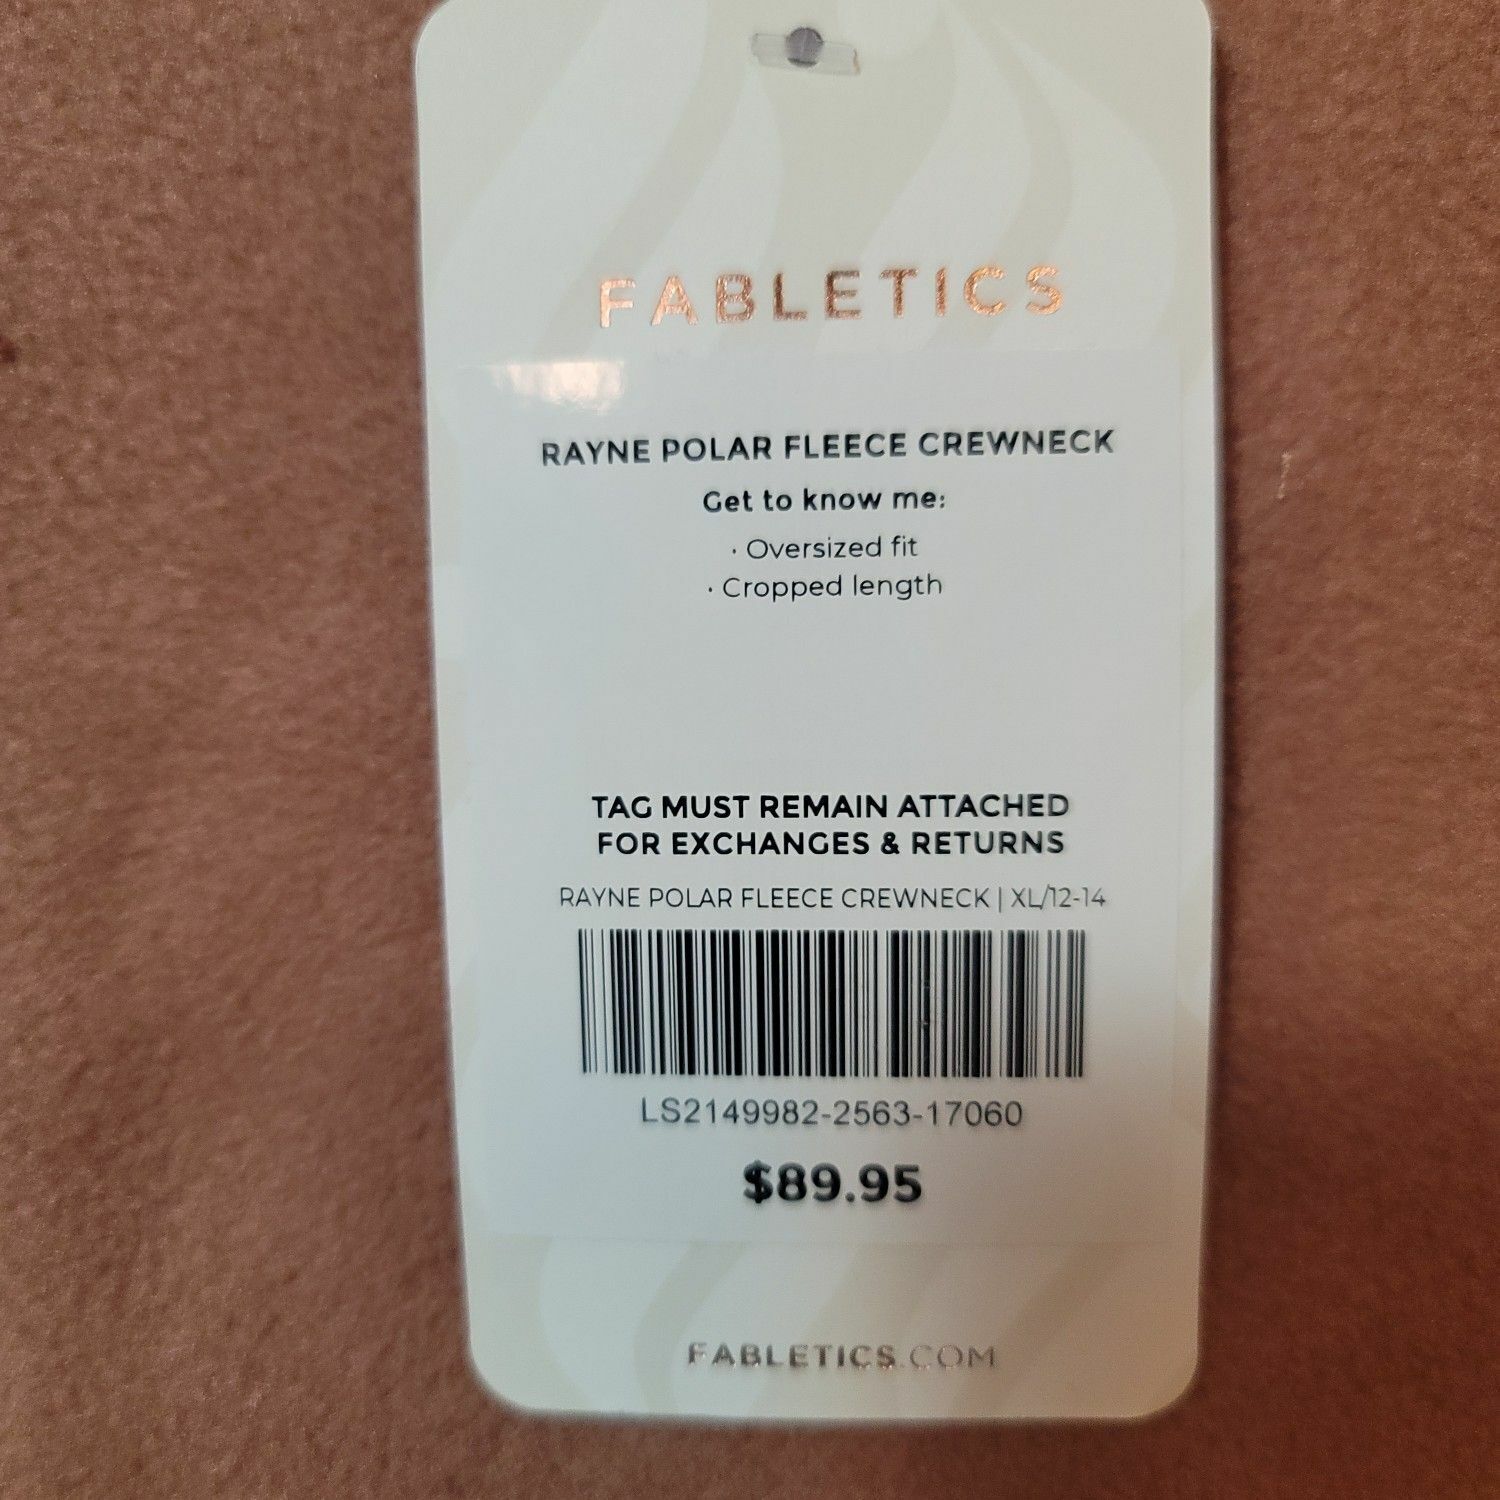 FABLETICS
RAYNE POLAR FLEECE CREWNECK
Get to know me:
· Oversized fit
· Cropped length
TAG MUST REMAIN ATTACHED
FOR EXCHANGES & RETURNS
RAYNE POLAR FLEECE CREWNECK | XL/12-14
LS2149982-2563-17060
$89.95
FABLETICS.COM